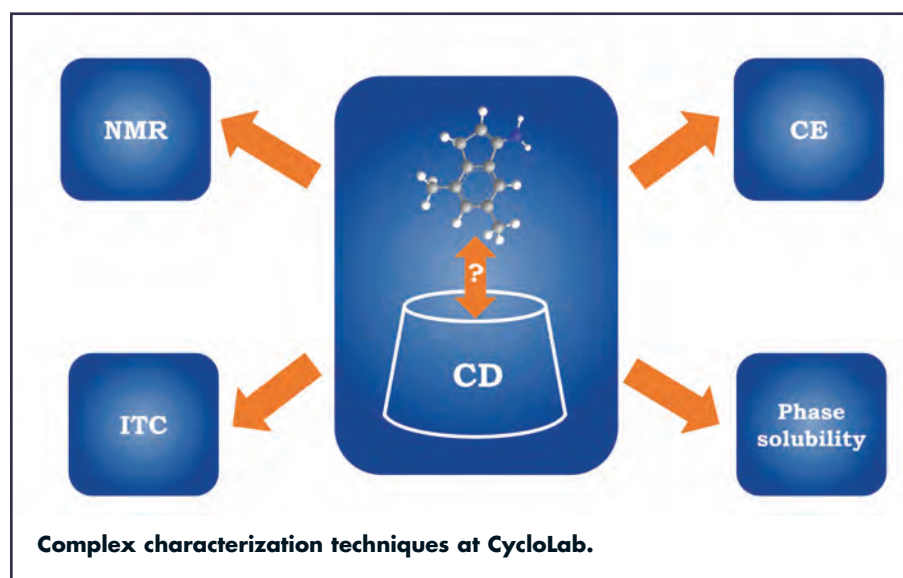 NMR
CE
?
CD
ITC
Phase
solubility
Complex characterization techniques at CycloLab.